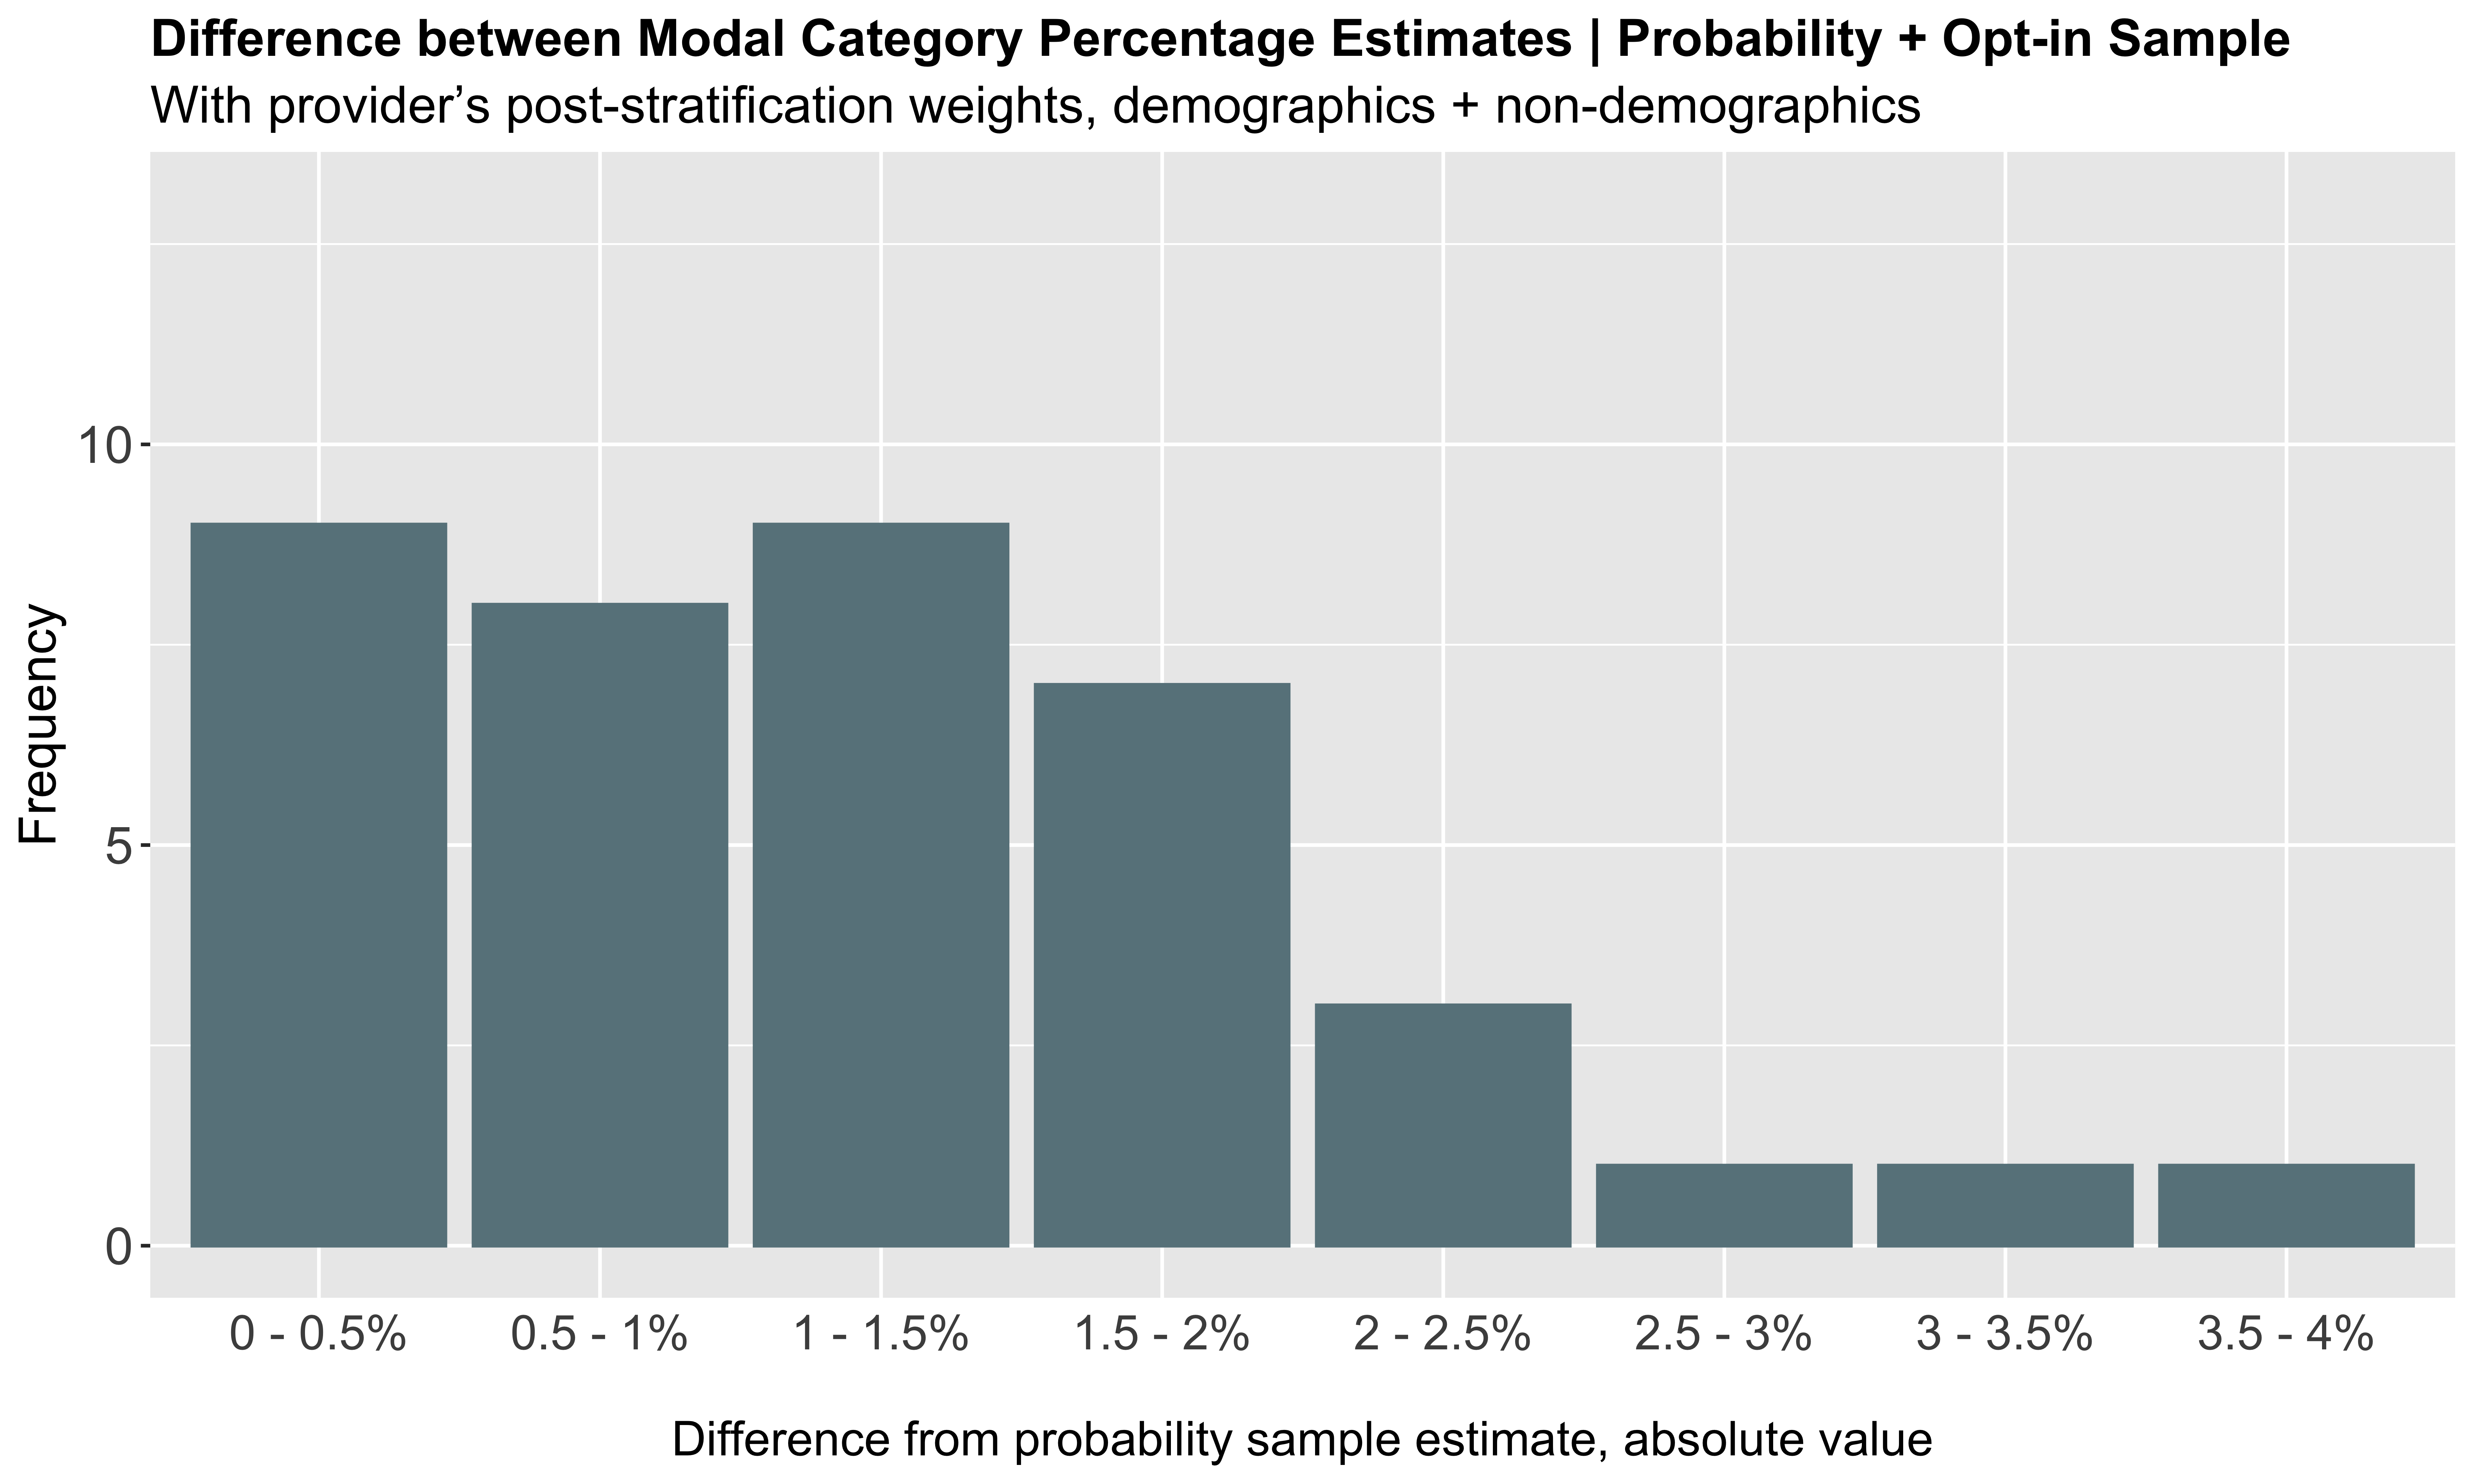 Difference between Modal Category Percentage Estimates | Probability + Opt-in Sample
With provider’s post-stratification weights, demographics + non-demographics
Frequency
10
5
0
0 - 0.5%
0.5 - 1%
1 - 1.5%
1.5 - 2%
2 - 2.5%
2.5 - 3%
3 - 3.5%
3.5 - 4%
Difference from probability sample estimate, absolute value